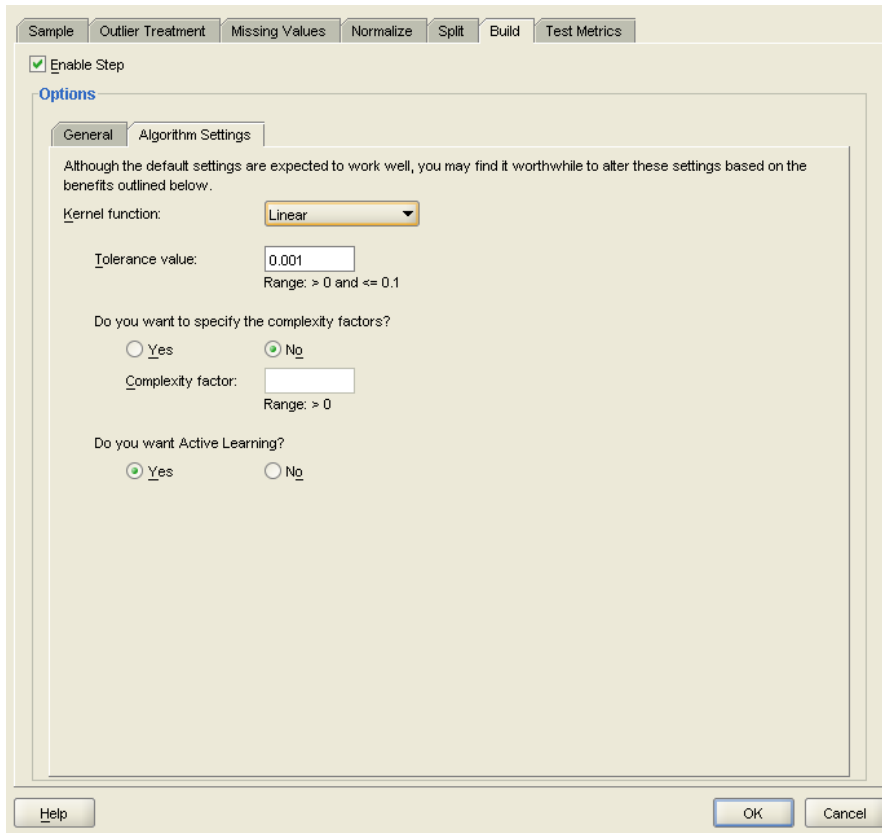 Sample Outlier Treatment Missing Values Normalize Split Build Test Metrics
Enable Step
Options
General Algorithm Settings
Although the default settings are expected to work well, you may find it worthwhile to alter these settings based on the
benefits outlined below.
Kernel function: Linear
Tolerance value: 0.001
Range: > 0 and <= 0.1
Do you want to specify the complexity factors?
Yes No
Complexity factor:
Range: > 0
Do you want Active Learning?
Yes No
Help OK Cancel